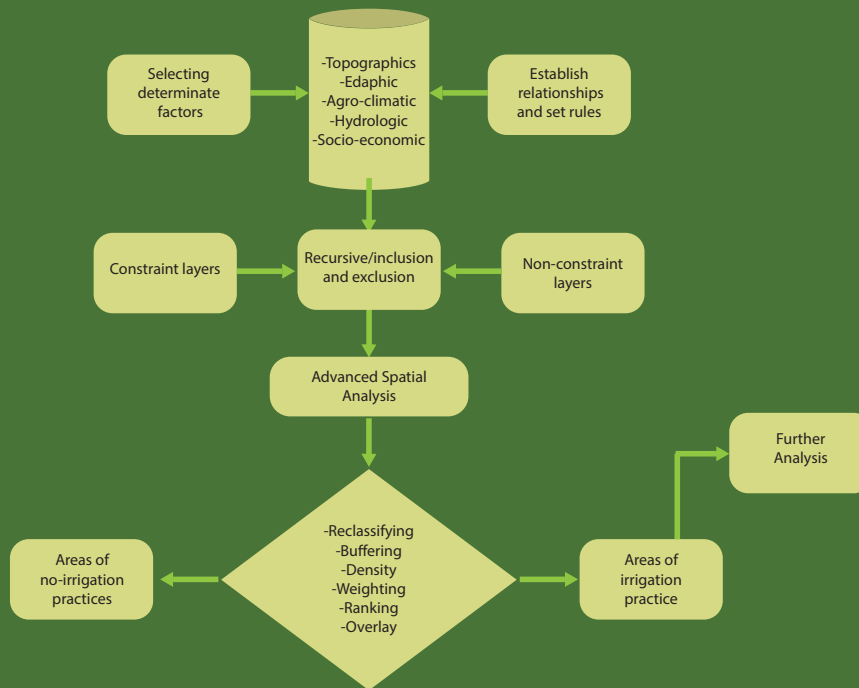 Selecting
determinate
factors
-Topographics
-Edaphic
-Agro-climatic
-Hydrologic
-Socio-economic
Establish
relationships
and set rules
Constraint layers
Recursive/inclusion
and exclusion
Non-constraint
layers
Advanced Spatial
Analysis
Further
Analysis
Areas of
no-irrigation
practices
-Reclassifying
-Buffering
-Density
-Weighting
-Ranking
-Overlay
Areas of
irrigation
practice